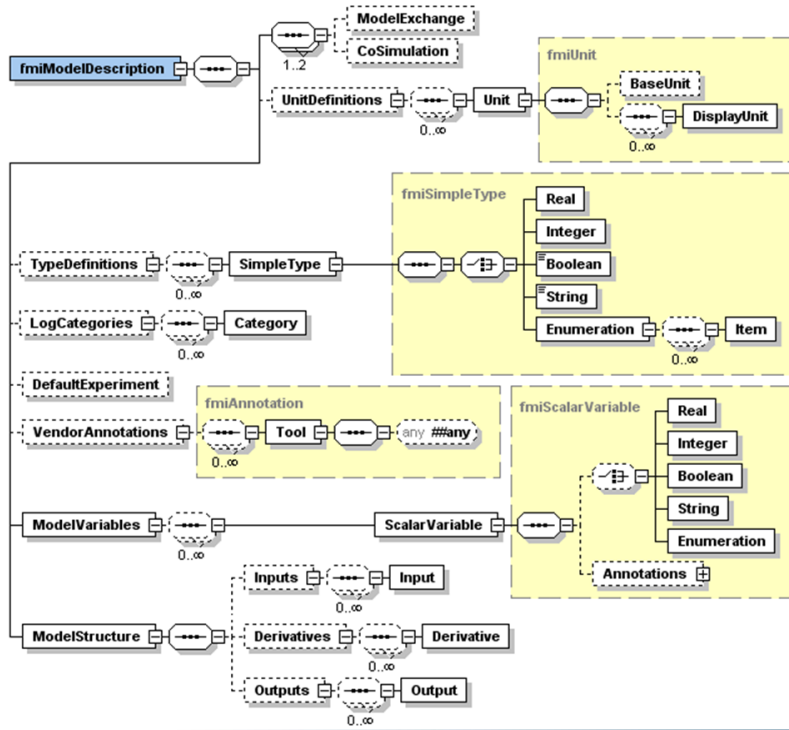 ModelExchange
fmiModelDescription
CoSimulation
1..2
fmiUnit
BaseUnit
UnitDefinitions
Unit
0..∞
DisplayUnit
0..∞
fmiSimpleType
Real
Integer
TypeDefinitions
SimpleType
Boolean
0..∞
String
LogCategories
Category
Enumeration
Item
0..∞
0..∞
DefaultExperiment
fmiAnnotation
fmiScalarVariable
Real
VendorAnnotations
Tool
any ##any
Integer
0..∞
Boolean
String
ModelVariables
ScalarVariable
0..∞
Enumeration
Annotations
Inputs
Input
0..∞
ModelStructure
Derivatives
Derivative
0..∞
Outputs
Output
0..∞